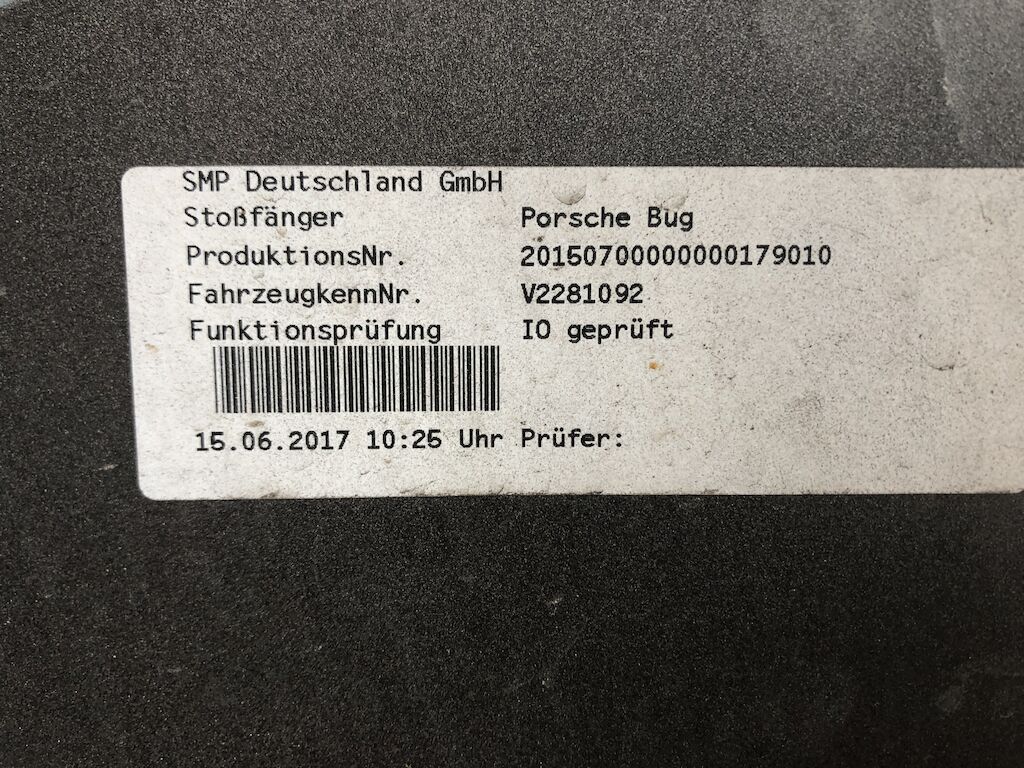 SMP Deutschland GmbH
Stoßfänger Porsche Bug
ProduktionsNr. 20150700000000179010
FahrzeugkennNr. V2281092
Funktionsprüfung IO geprüft
15.06.2017 10:25 Uhr Prüfer: